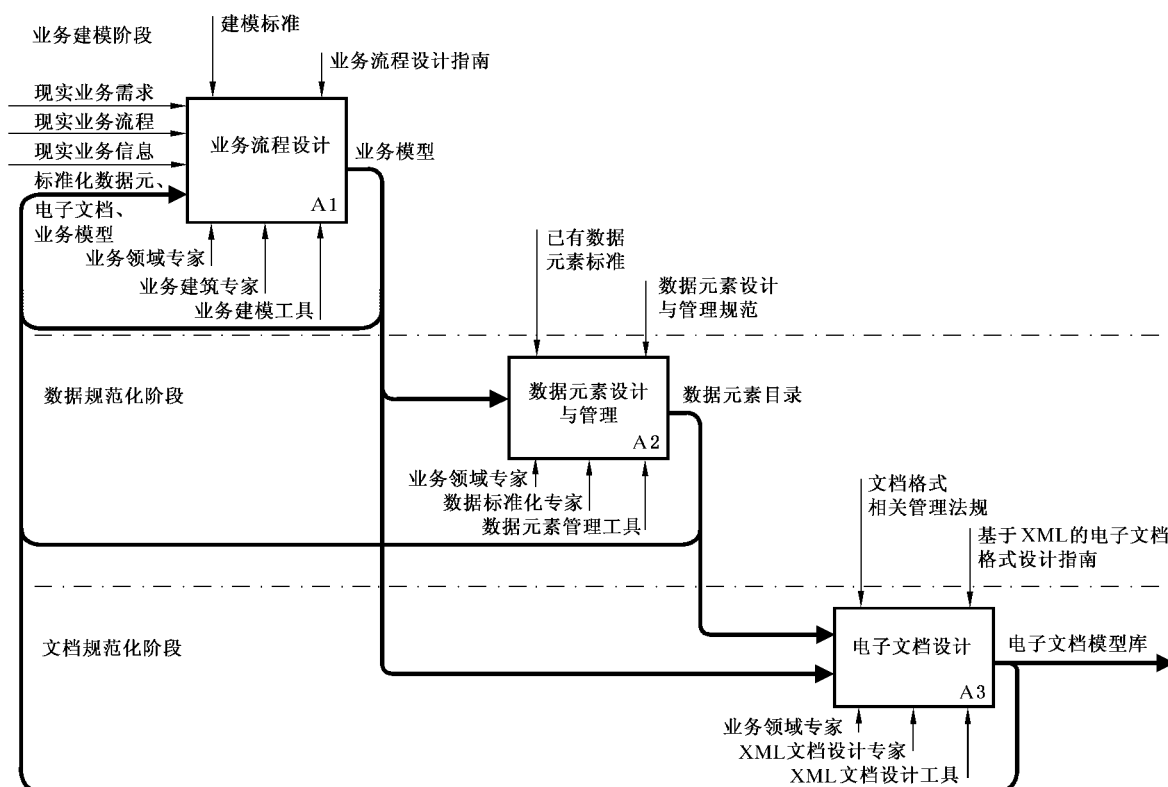 建模标准
业务建模阶段
业务流程设计指南
现实业务需求
现实业务流程
现实业务信息
标准化数据元、
电子文档、
业务模型
业务流程设计
A1
业务模型
业务领域专家
业务建筑专家
业务建模工具
已有数据
元素标准
数据元素设计
与管理规范
数据规范化阶段
数据元素设计
与管理
A2
数据元素目录
业务领域专家
数据标准化专家
数据元素管理工具
文档格式
相关管理法规
基于XML的电子文档
格式设计指南
文档规范化阶段
电子文档设计
A3
电子文档模型库
业务领域专家
XML文档设计专家
XML文档设计工具